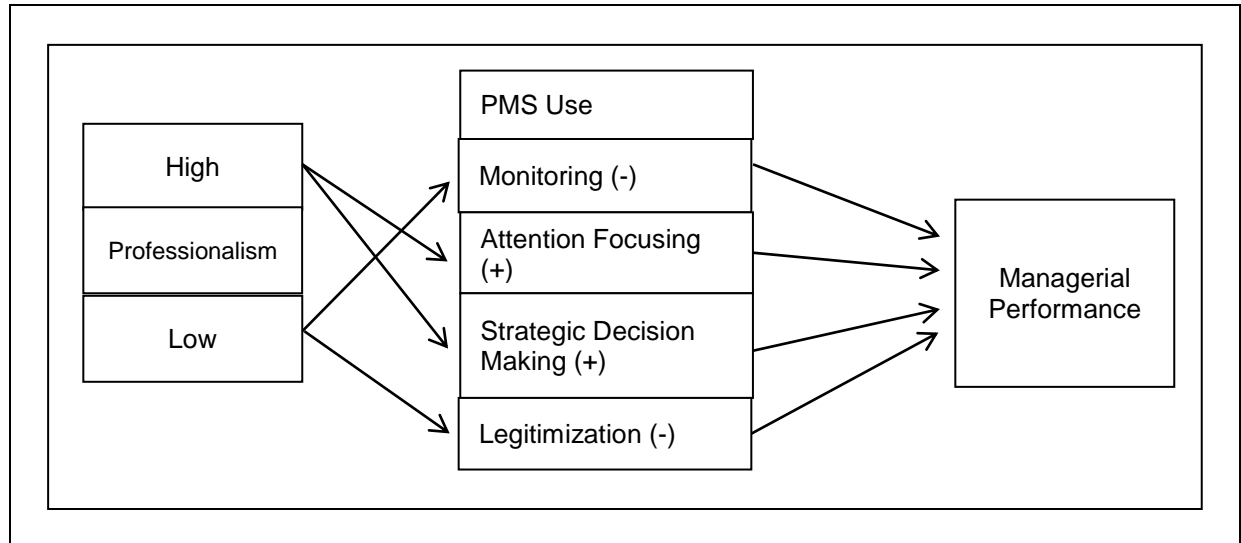 High
Professionalism
Low
PMS Use
Monitoring (-)
Attention Focusing
(+)
Strategic Decision
Making (+)
Legitimization (-)
Managerial
Performance